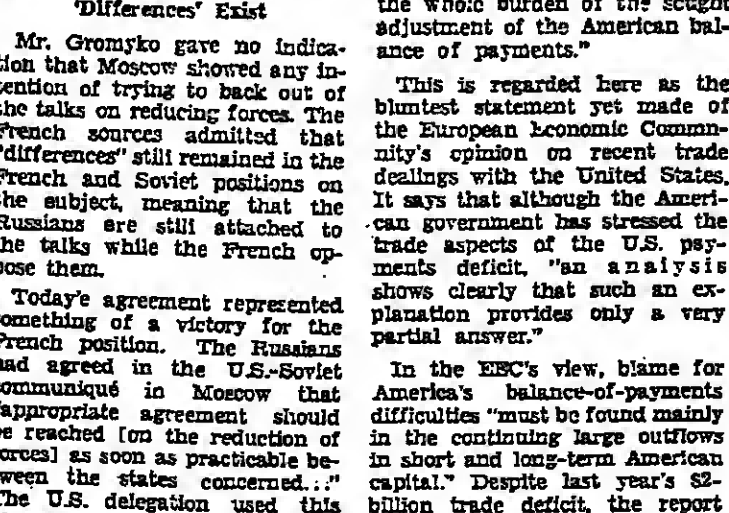 'Differences' Exist
Mr. Gromyko gave no indica-
tion that Moscow showed any in-
tention of trying to back out of
the talks on reducing forces. The
French sources admitted that
"differences" still remained in the
French and Soviet positions on
the subject, meaning that the
Russians are still attached to
the talks while the French op-
pose them.
Today's agreement represented
something of a victory for the
French position. The Russians
had agreed in the U.S.-Soviet
communiqué in Moscow that
"appropriate agreement should
be reached [on the reduction of
forces] as soon as practicable be-
tween the states concerned..."
The U.S. delegation used this
the whole burden of the sought
adjustment of the American bal-
ance of payments."
This is regarded here as the
bluntest statement yet made of
the European Economic Commu-
nity's opinion on recent trade
dealings with the United States.
It says that although the Ameri-
can government has stressed the
trade aspects of the U.S. pay-
ments deficit, "an analysis
shows clearly that such an ex-
planation provides only a very
partial answer."
In the EEC's view, blame for
America's balance-of-payments
difficulties "must be found mainly
in the continuing large outflows
in short and long-term American
capital." Despite last year's $2-
billion trade deficit, the report